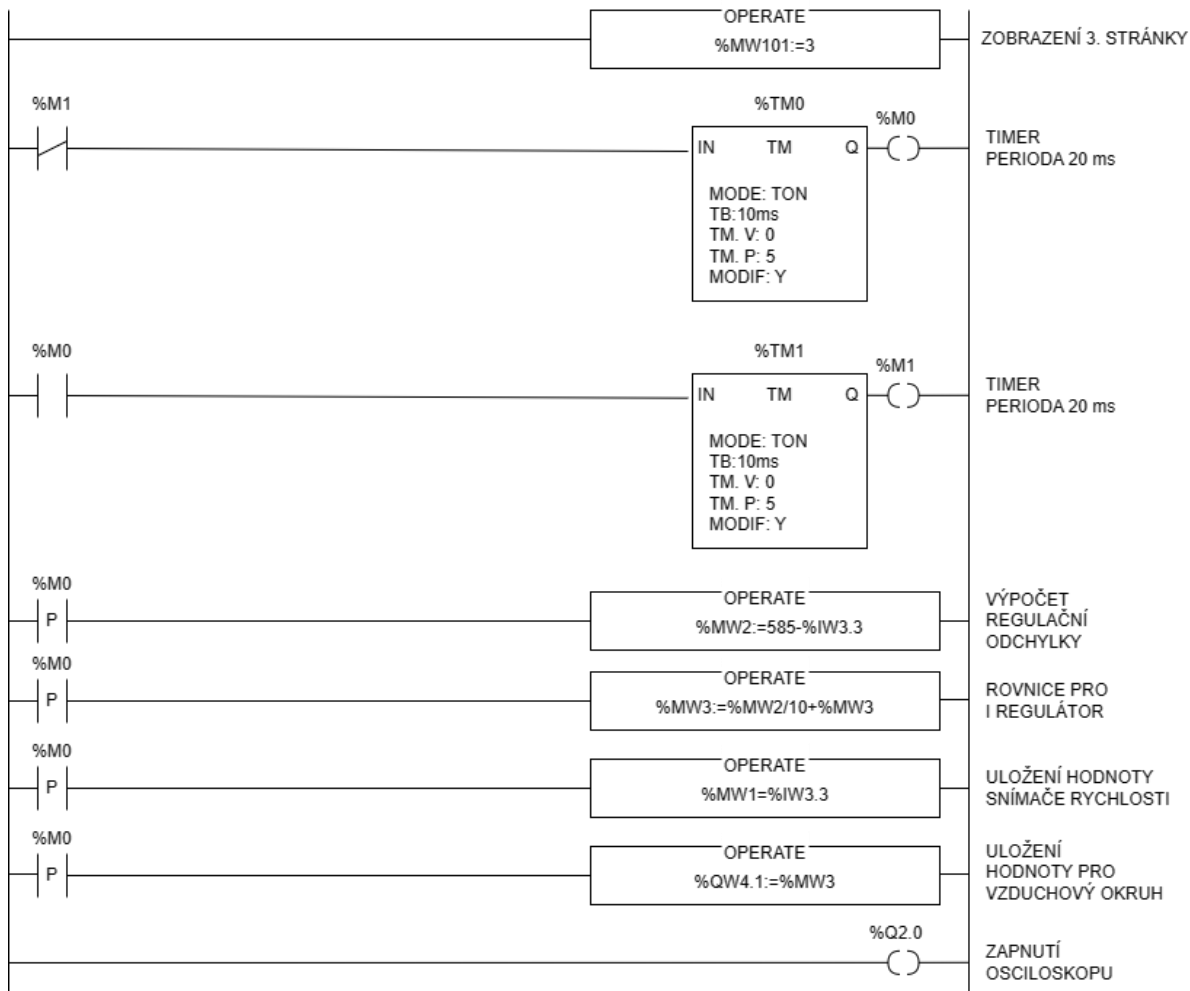 OPERATE
%MW101:=3
ZOBRAZENÍ 3. STRÁNKY
%M1
%TM0
%M0
IN TM Q
MODE: TON
TB:10ms
TM. V: 0
TM. P: 5
MODIF: Y
TIMER
PERIODA 20 ms
%M0
%TM1
%M1
IN TM Q
MODE: TON
TB:10ms
TM. V: 0
TM. P: 5
MODIF: Y
TIMER
PERIODA 20 ms
%M0
P
OPERATE
%MW2:=585-%IW3.3
VÝPOČET
REGULAČNÍ
ODCHYLKY
%M0
P
OPERATE
%MW3:=%MW2/10+%MW3
ROVNICE PRO
I REGULÁTOR
%M0
P
OPERATE
%MW1=%IW3.3
ULOŽENÍ HODNOTY
SNÍMAČE RYCHLOSTI
%M0
P
OPERATE
%QW4.1:=%MW3
ULOŽENÍ
HODNOTY PRO
VZDUCHOVÝ OKRUH
%Q2.0
ZAPNUTÍ
OSCILOSKOPU